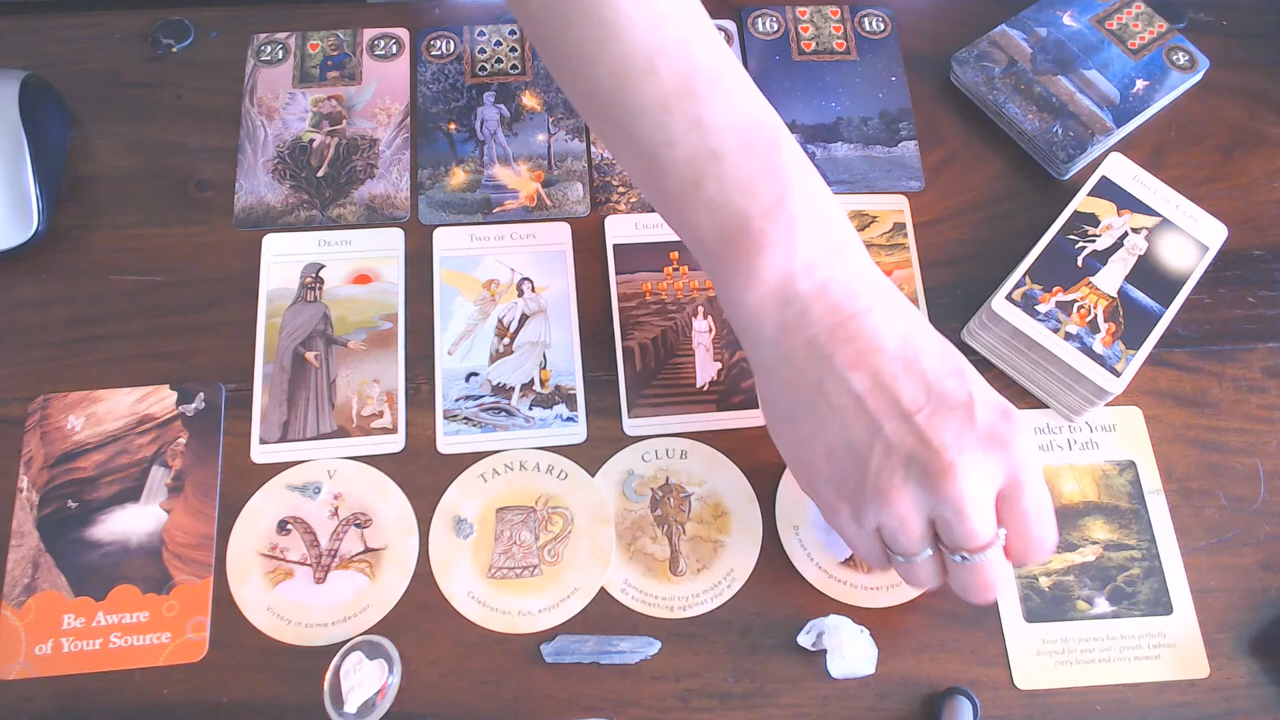 24
24
20
16
16
8
DEATH
TWO OF CUPS
EIGHT
THREE OF CUPS
V
Victory in some endeavor.
TANKARD
Celebration, fun, enjoyment.
CLUB
Someone will try to make you
do something against your will.
Do not be tempted to lower your
Be Aware
of Your Source
nder to Your
oul's Path
Your life's journey has been perfectly
designed for your soul's growth. Embrace
every lesson and every moment.